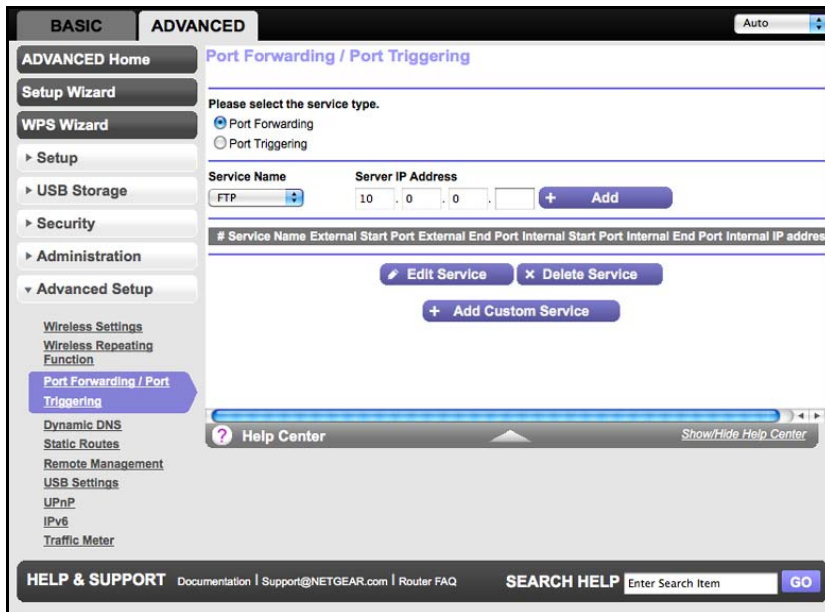 BASIC
ADVANCED
Auto
ADVANCED Home
Setup Wizard
WPS Wizard
Setup
USB Storage
Security
Administration
Advanced Setup
Wireless Settings
Wireless Repeating
Function
Port Forwarding / Port
Triggering
Dynamic DNS
Static Routes
Remote Management
USB Settings
UPnP
IPv6
Traffic Meter
Port Forwarding / Port Triggering
Please select the service type.
Port Forwarding
Port Triggering
Service Name Server IP Address
FTP 10 . 0 . 0 . + Add
# Service Name External Start Port External End Port Internal Start Port Internal End Port Internal IP addres
Edit Service
x Delete Service
+ Add Custom Service
? Help Center Show/Hide Help Center
HELP & SUPPORT Documentation | Support@NETGEAR.com | Router FAQ SEARCH HELP Enter Search Item GO